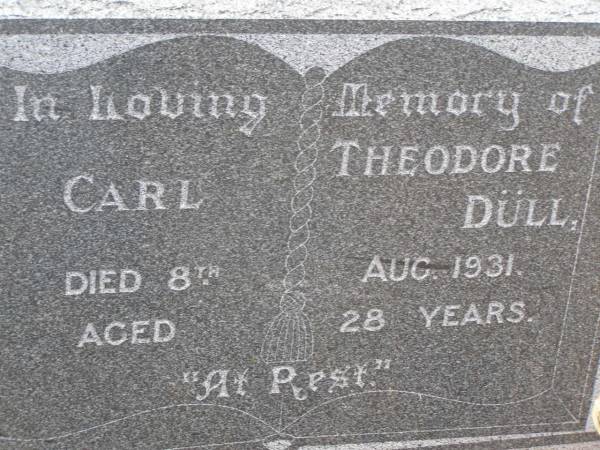 In Loving Memory of
CARL THEODORE
DÜLL,
DIED 8TH AUG. 1931.
AGED 28 YEARS.
"At Rest."